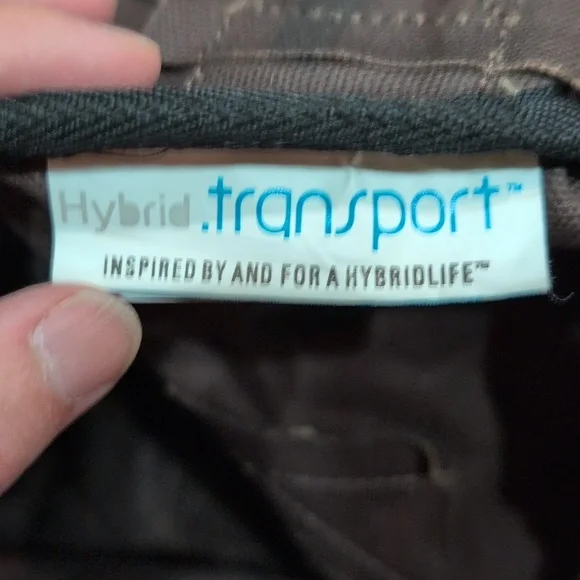 Hybrid.transport™
INSPIRED BY AND FOR A HYBRIDLIFE™